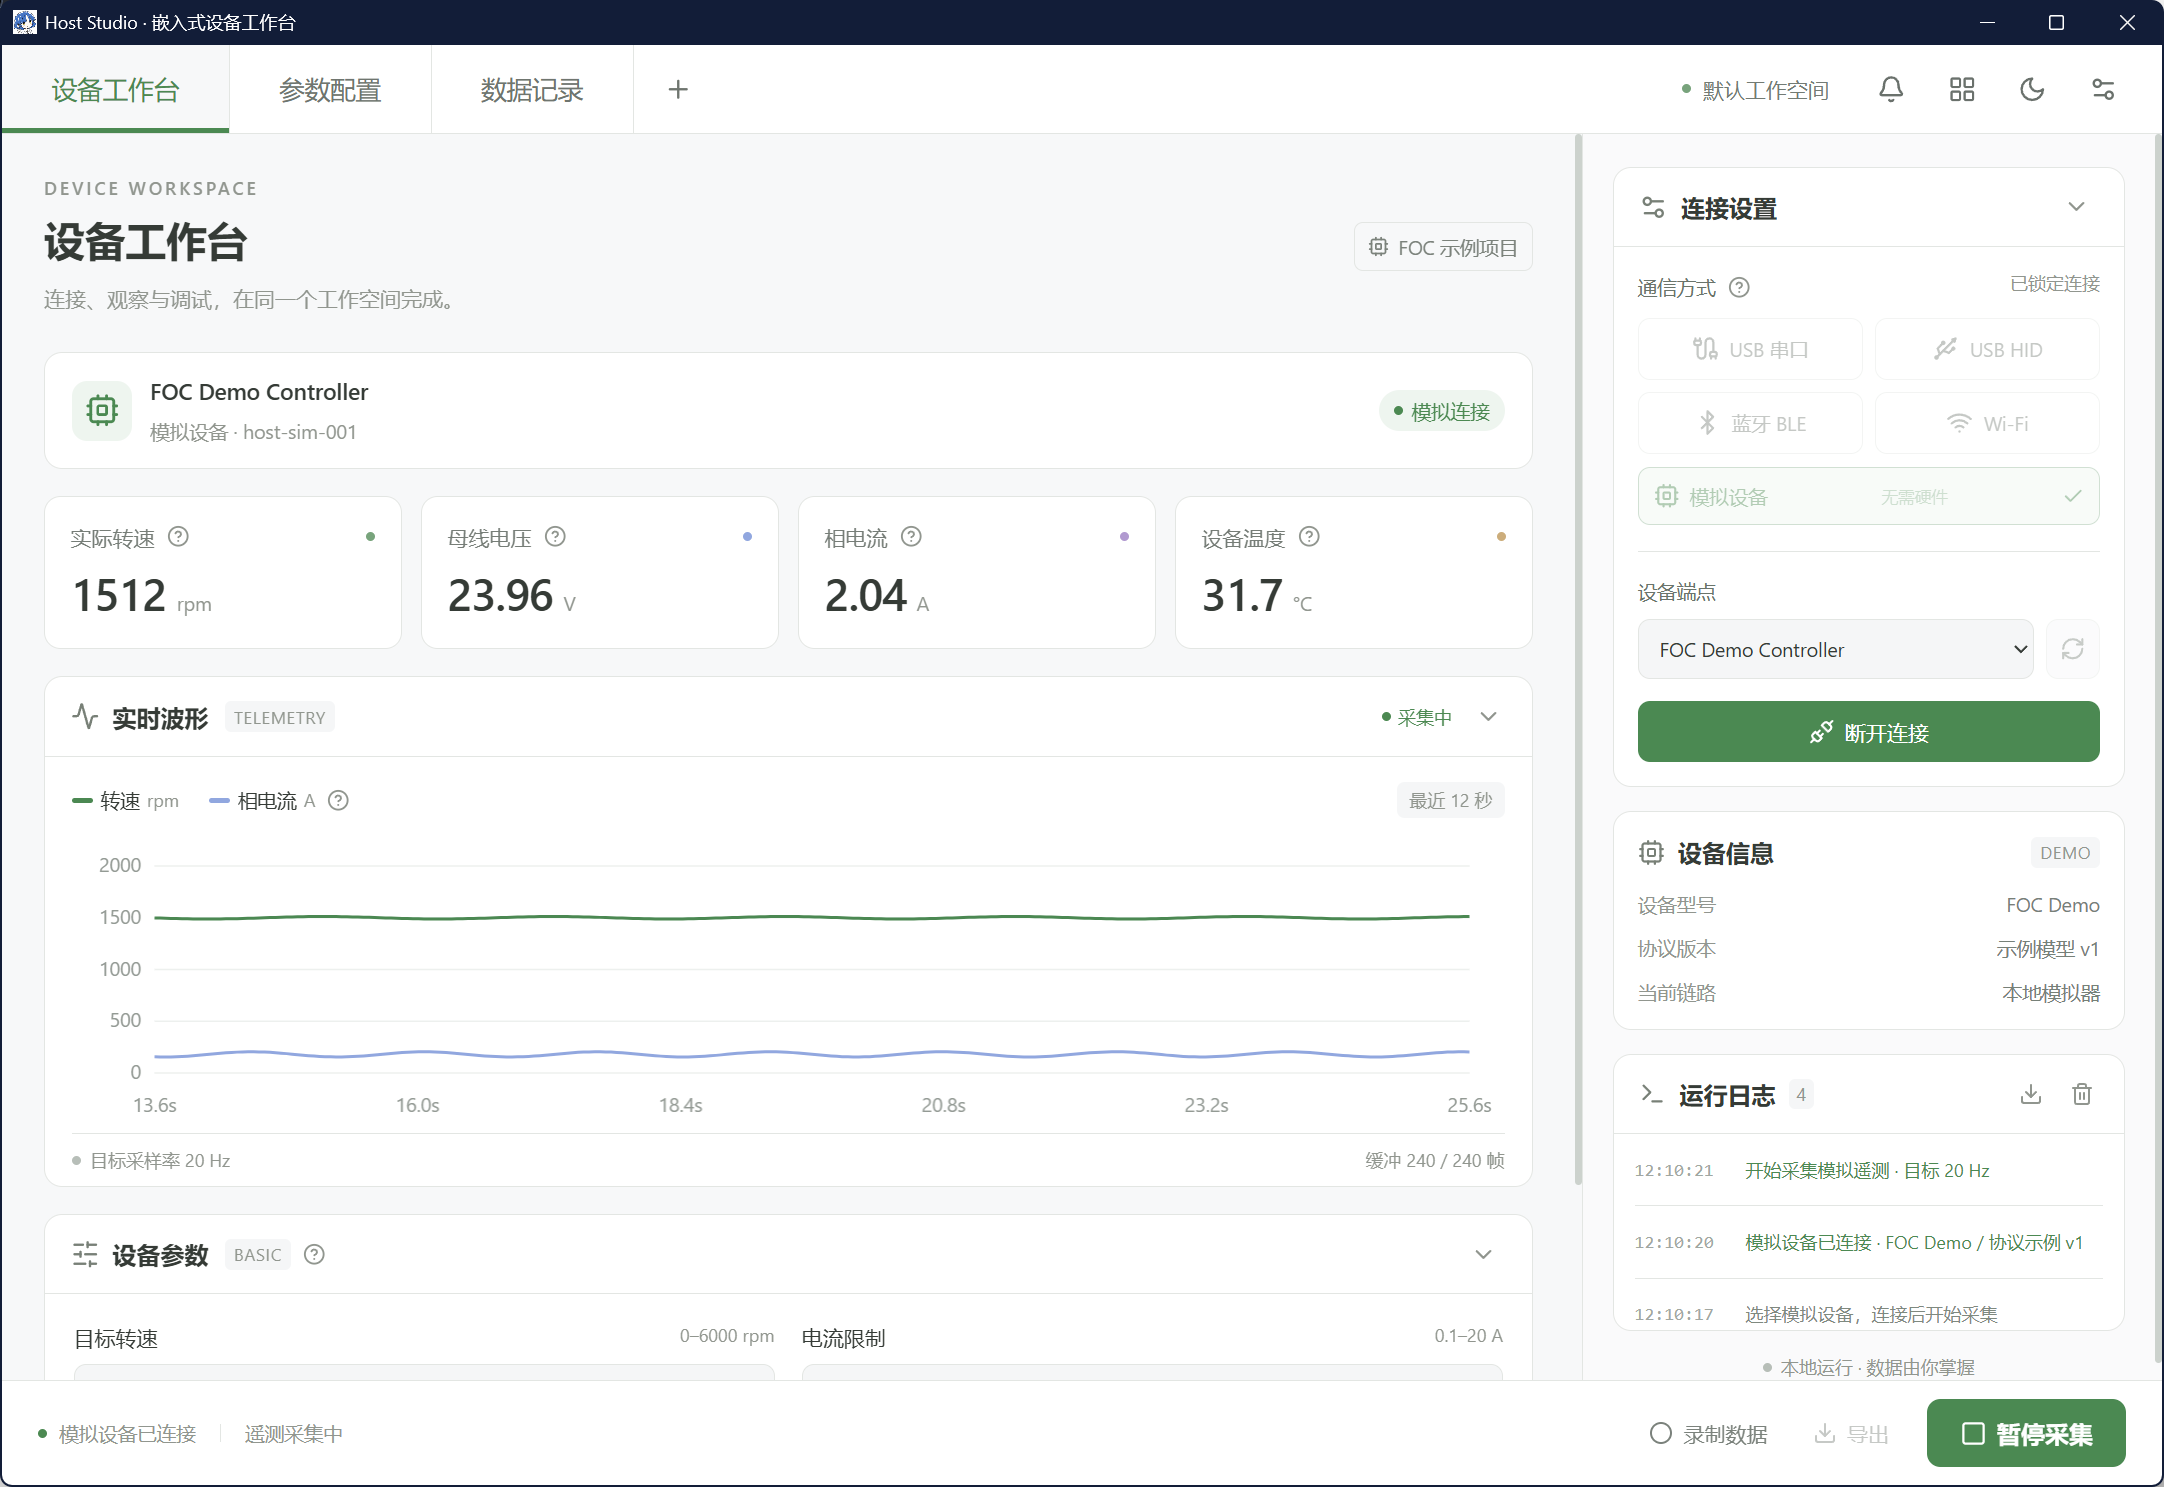 Host Studio · 嵌入式设备工作台
设备工作台
参数配置
数据记录
默认工作空间
DEVICE WORKSPACE
设备工作台
连接、观察与调试，在同一个工作空间完成。
FOC 示例项目
FOC Demo Controller
模拟设备 · host-sim-001
模拟连接
实际转速
1512 rpm
母线电压
23.96 V
相电流
2.04 A
设备温度
31.7 °C
实时波形 TELEMETRY
采集中
转速 rpm
相电流 A
最近 12 秒
2000
1500
1000
500
0
13.6s 16.0s 18.4s 20.8s 23.2s 25.6s
目标采样率 20 Hz
缓冲 240 / 240 帧
设备参数 BASIC
目标转速 0–6000 rpm
电流限制 0.1–20 A
连接设置
通信方式 已锁定连接
USB 串口
USB HID
蓝牙 BLE
Wi-Fi
模拟设备 无需硬件
设备端点
FOC Demo Controller
断开连接
设备信息 DEMO
设备型号 FOC Demo
协议版本 示例模型 v1
当前链路 本地模拟器
运行日志 4
12:10:21 开始采集模拟遥测 · 目标 20 Hz
12:10:20 模拟设备已连接 · FOC Demo / 协议示例 v1
12:10:17 选择模拟设备，连接后开始采集
本地运行 · 数据由你掌握
模拟设备已连接
遥测采集中
录制数据
导出
暂停采集